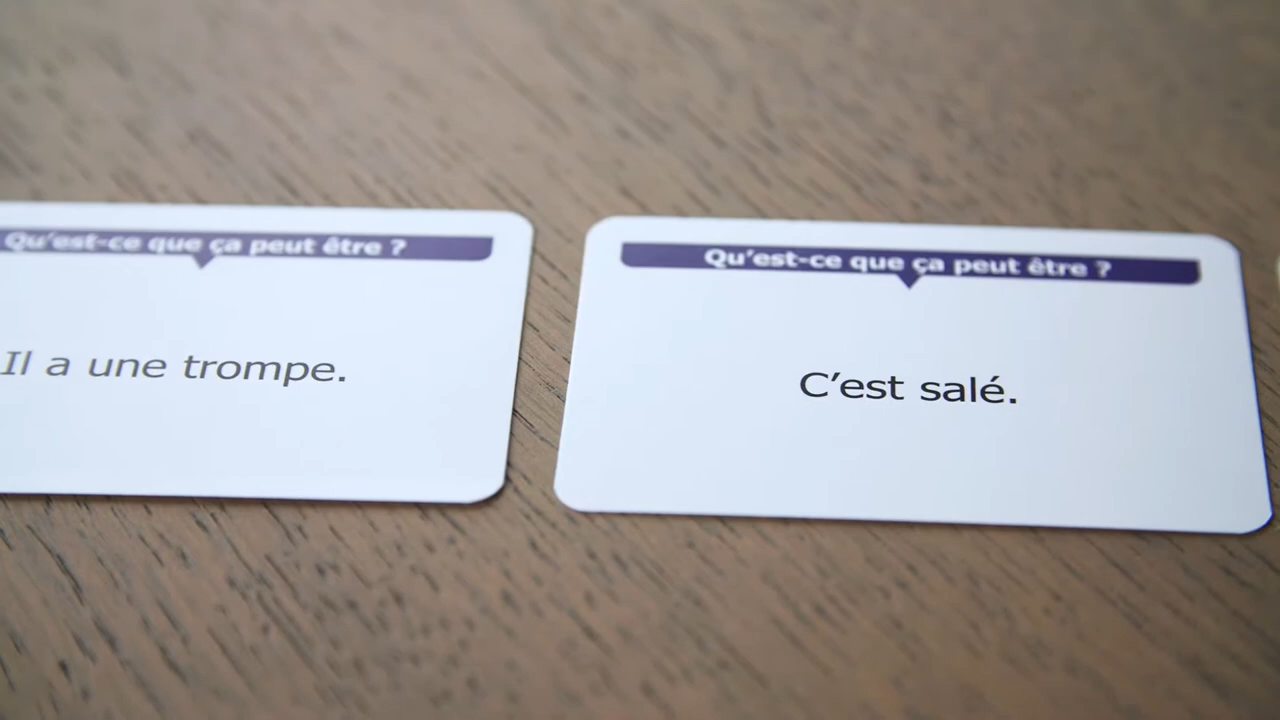 Qu'est-ce que ça peut être ?
Il a une trompe.
Qu'est-ce que ça peut être ?
C'est salé.